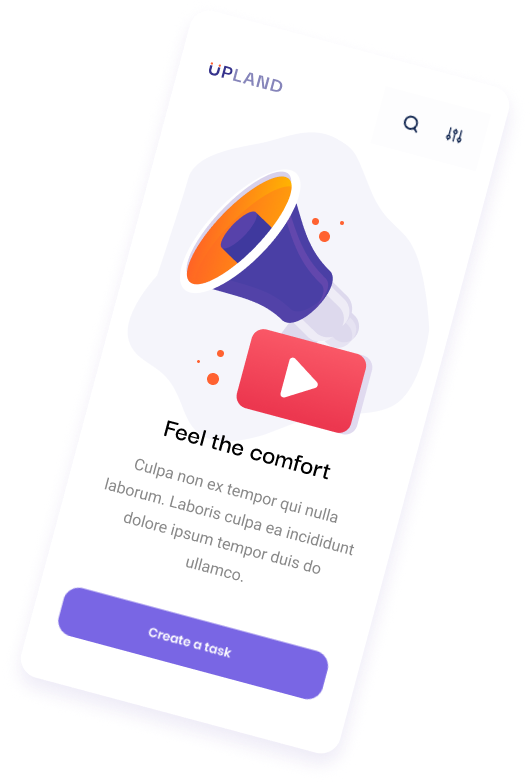 UPLAND
Feel the comfort
Culpa non ex tempor qui nulla
laborum. Laboris culpa ea incididunt
dolore ipsum tempor duis do
ullamco.
Create a task